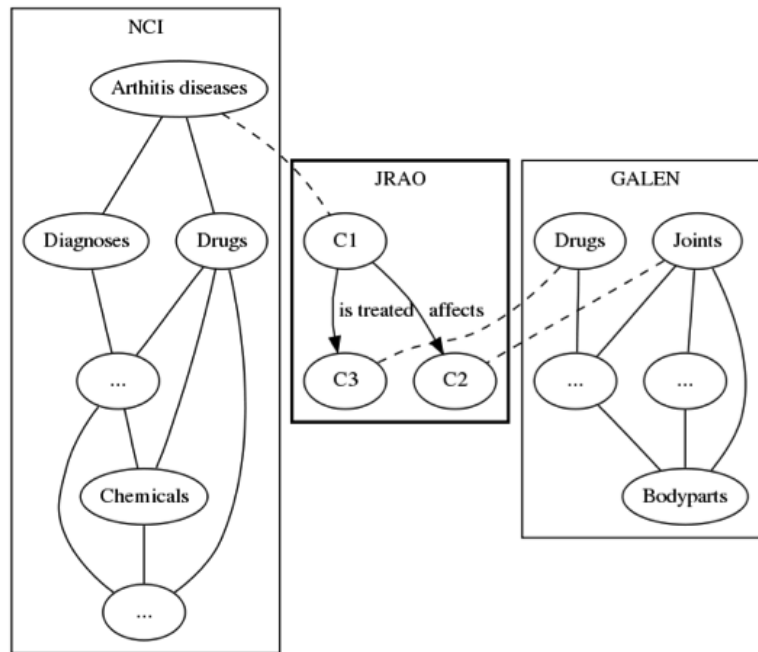 NCI
Arthitis diseases
Diagnoses
Drugs
...
Chemicals
...
JRAO
C1
is treated
affects
C3
C2
GALEN
Drugs
Joints
...
...
Bodyparts